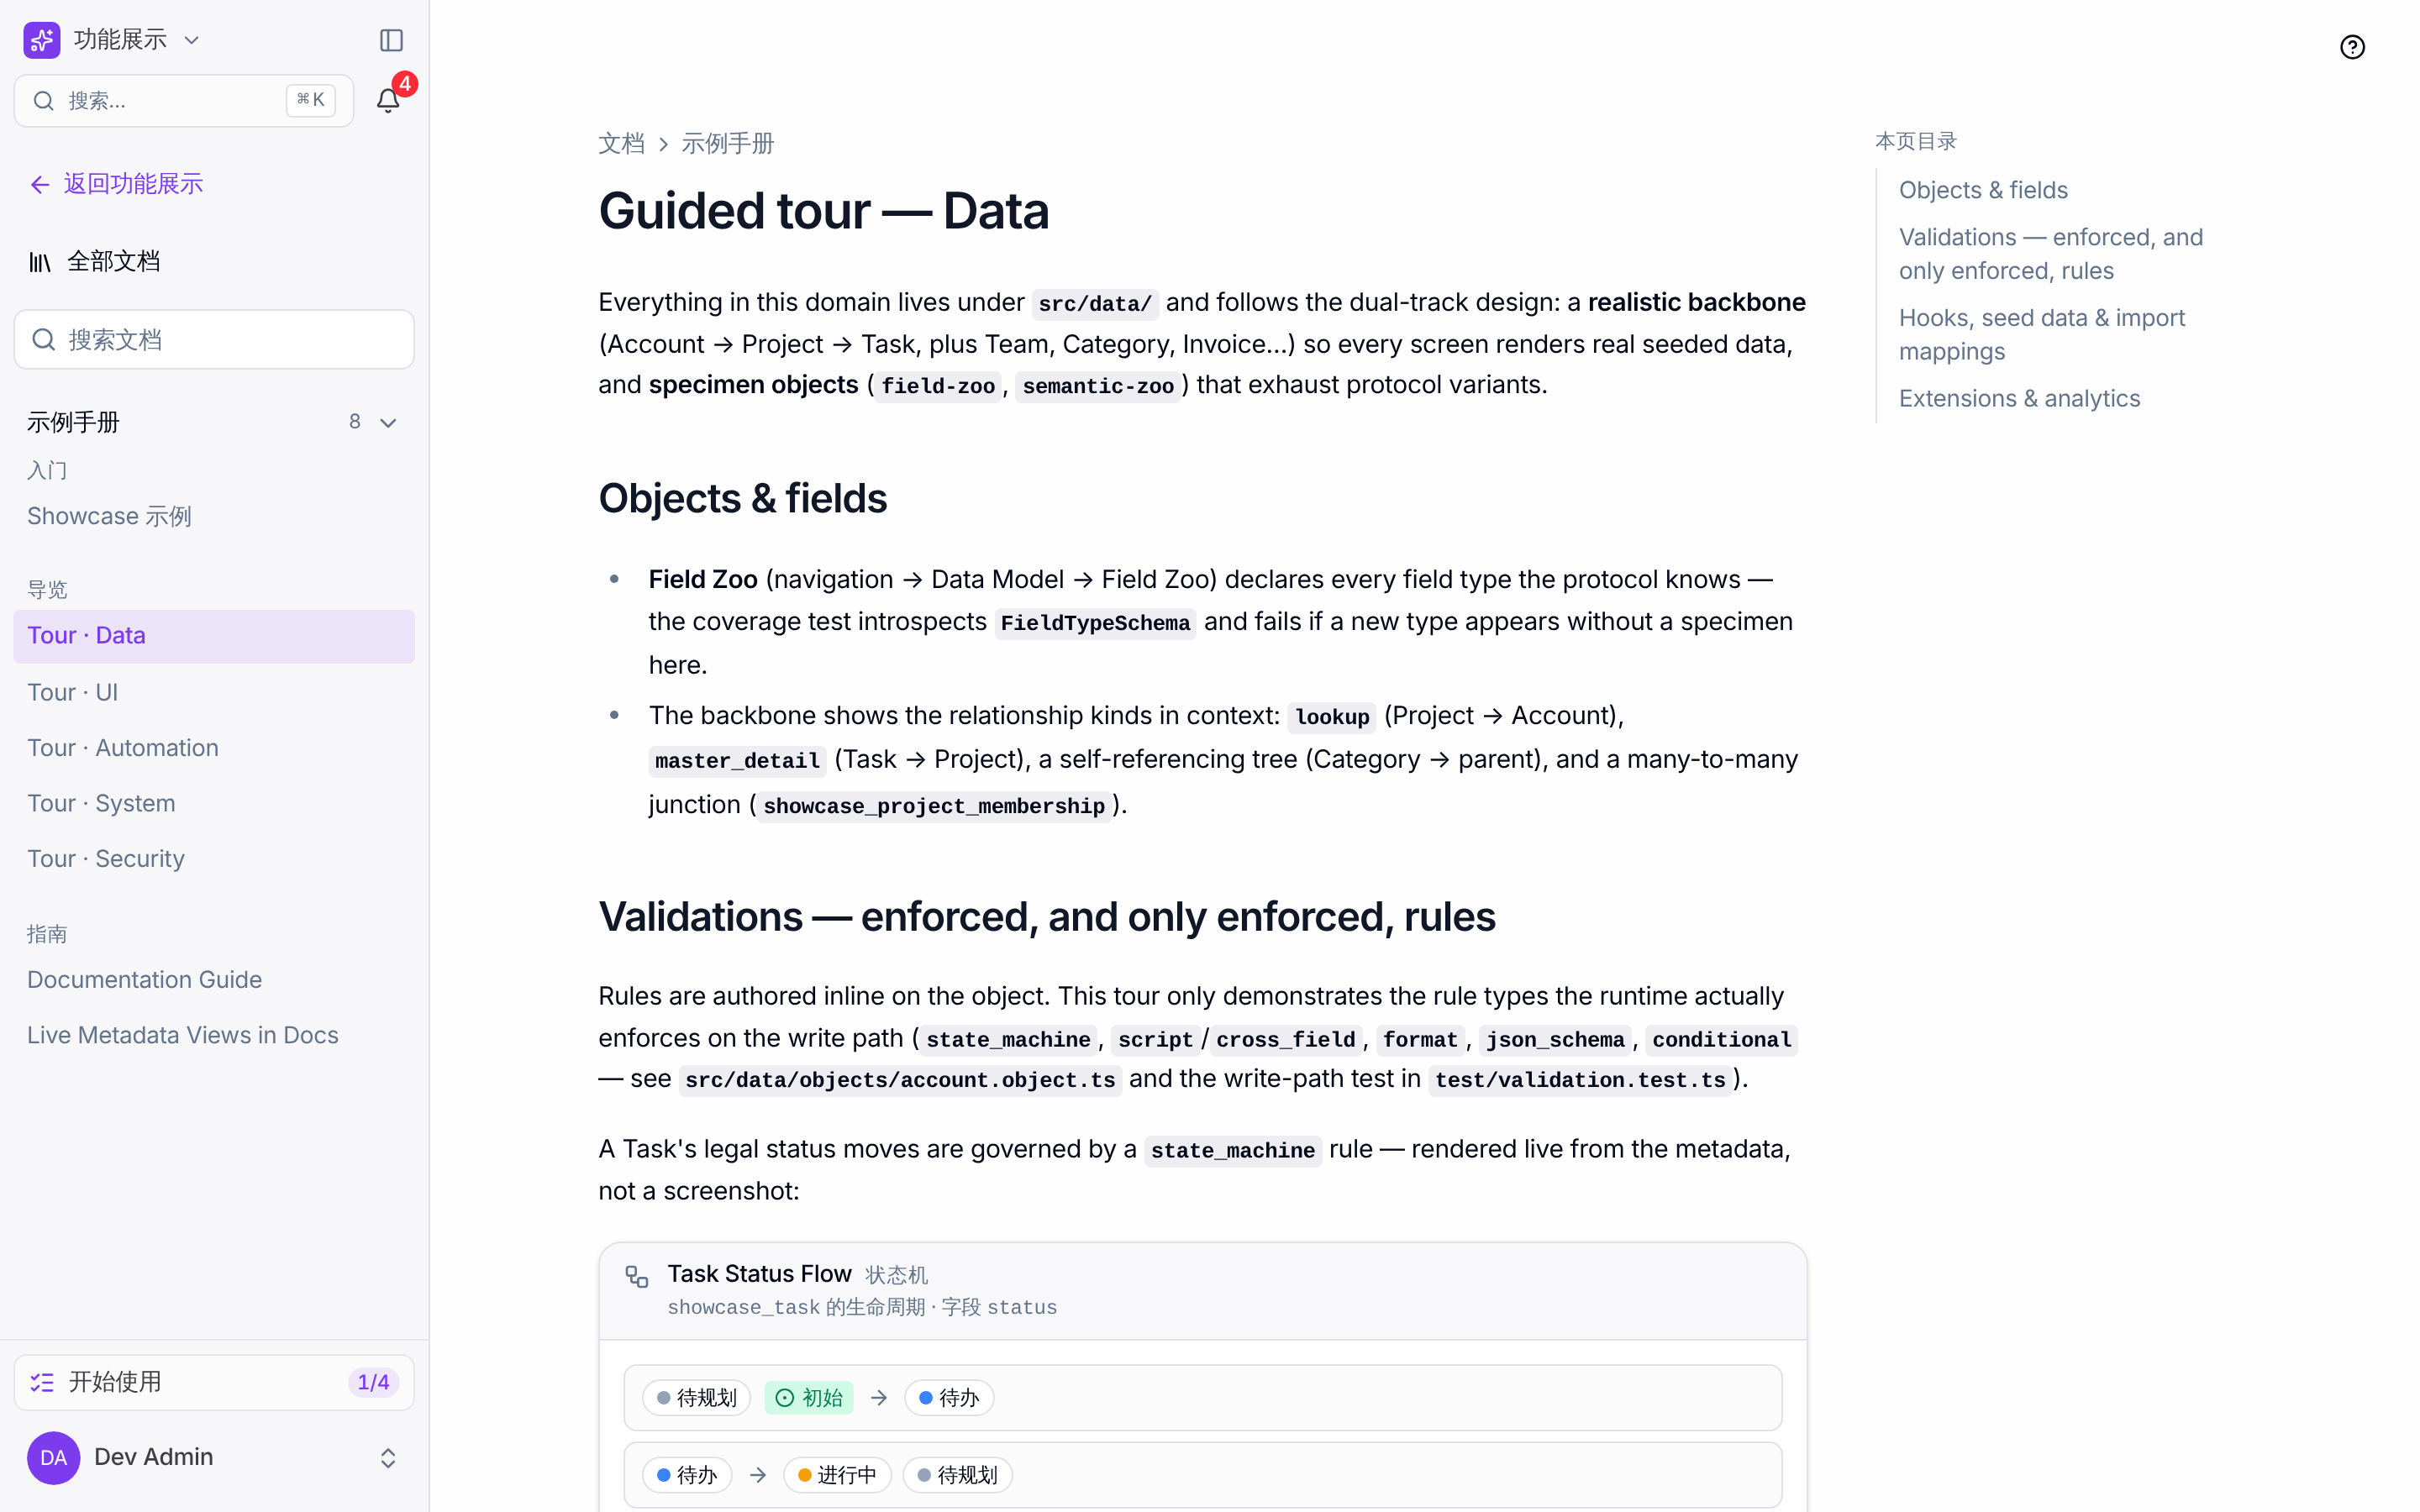 功能展示
搜索...
⌘K
4
返回功能展示
全部文档
搜索文档
示例手册 8
入门
Showcase 示例
导览
Tour · Data
Tour · UI
Tour · Automation
Tour · System
Tour · Security
指南
Documentation Guide
Live Metadata Views in Docs
开始使用 1/4
DA Dev Admin
文档 > 示例手册
Guided tour — Data
Everything in this domain lives under src/data/ and follows the dual-track design: a realistic backbone
(Account → Project → Task, plus Team, Category, Invoice…) so every screen renders real seeded data,
and specimen objects (field-zoo, semantic-zoo) that exhaust protocol variants.
Objects & fields
• Field Zoo (navigation → Data Model → Field Zoo) declares every field type the protocol knows —
the coverage test introspects FieldTypeSchema and fails if a new type appears without a specimen
here.
• The backbone shows the relationship kinds in context: lookup (Project → Account),
master_detail (Task → Project), a self-referencing tree (Category → parent), and a many-to-many
junction (showcase_project_membership).
Validations — enforced, and only enforced, rules
Rules are authored inline on the object. This tour only demonstrates the rule types the runtime actually
enforces on the write path (state_machine, script/cross_field, format, json_schema, conditional
— see src/data/objects/account.object.ts and the write-path test in test/validation.test.ts).
A Task's legal status moves are governed by a state_machine rule — rendered live from the metadata,
not a screenshot:
Task Status Flow 状态机
showcase_task 的生命周期 · 字段 status
待规划 初始 → 待办
待办 → 进行中 待规划
本页目录
Objects & fields
Validations — enforced, and
only enforced, rules
Hooks, seed data & import
mappings
Extensions & analytics